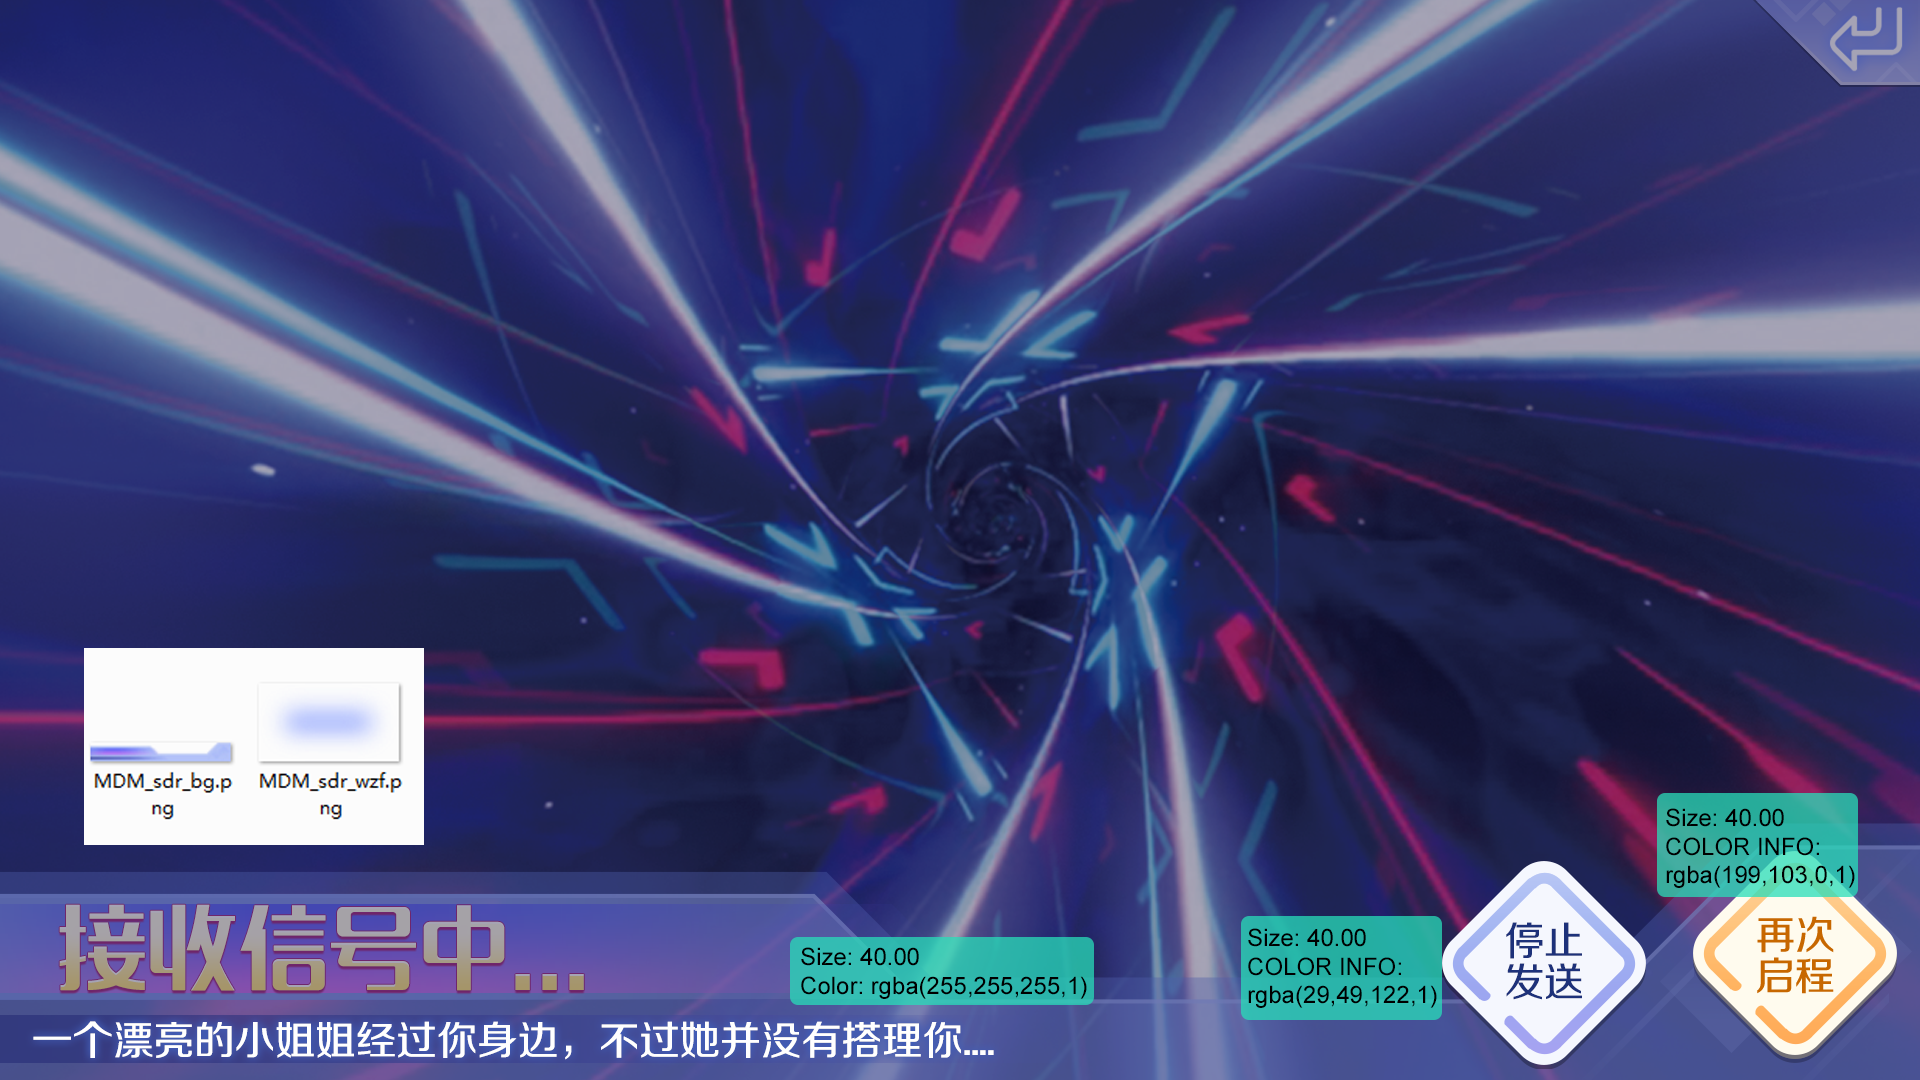 MDM_sdr_bg.p
ng
MDM_sdr_wzf.p
ng
Size: 40.00
COLOR INFO:
rgba(199,103,0,1)
接收信号中...
Size: 40.00
Color: rgba(255,255,255,1)
Size: 40.00
COLOR INFO:
rgba(29,49,122,1)
停止
发送
再次
启程
一个漂亮的小姐姐经过你身边，不过她并没有搭理你....